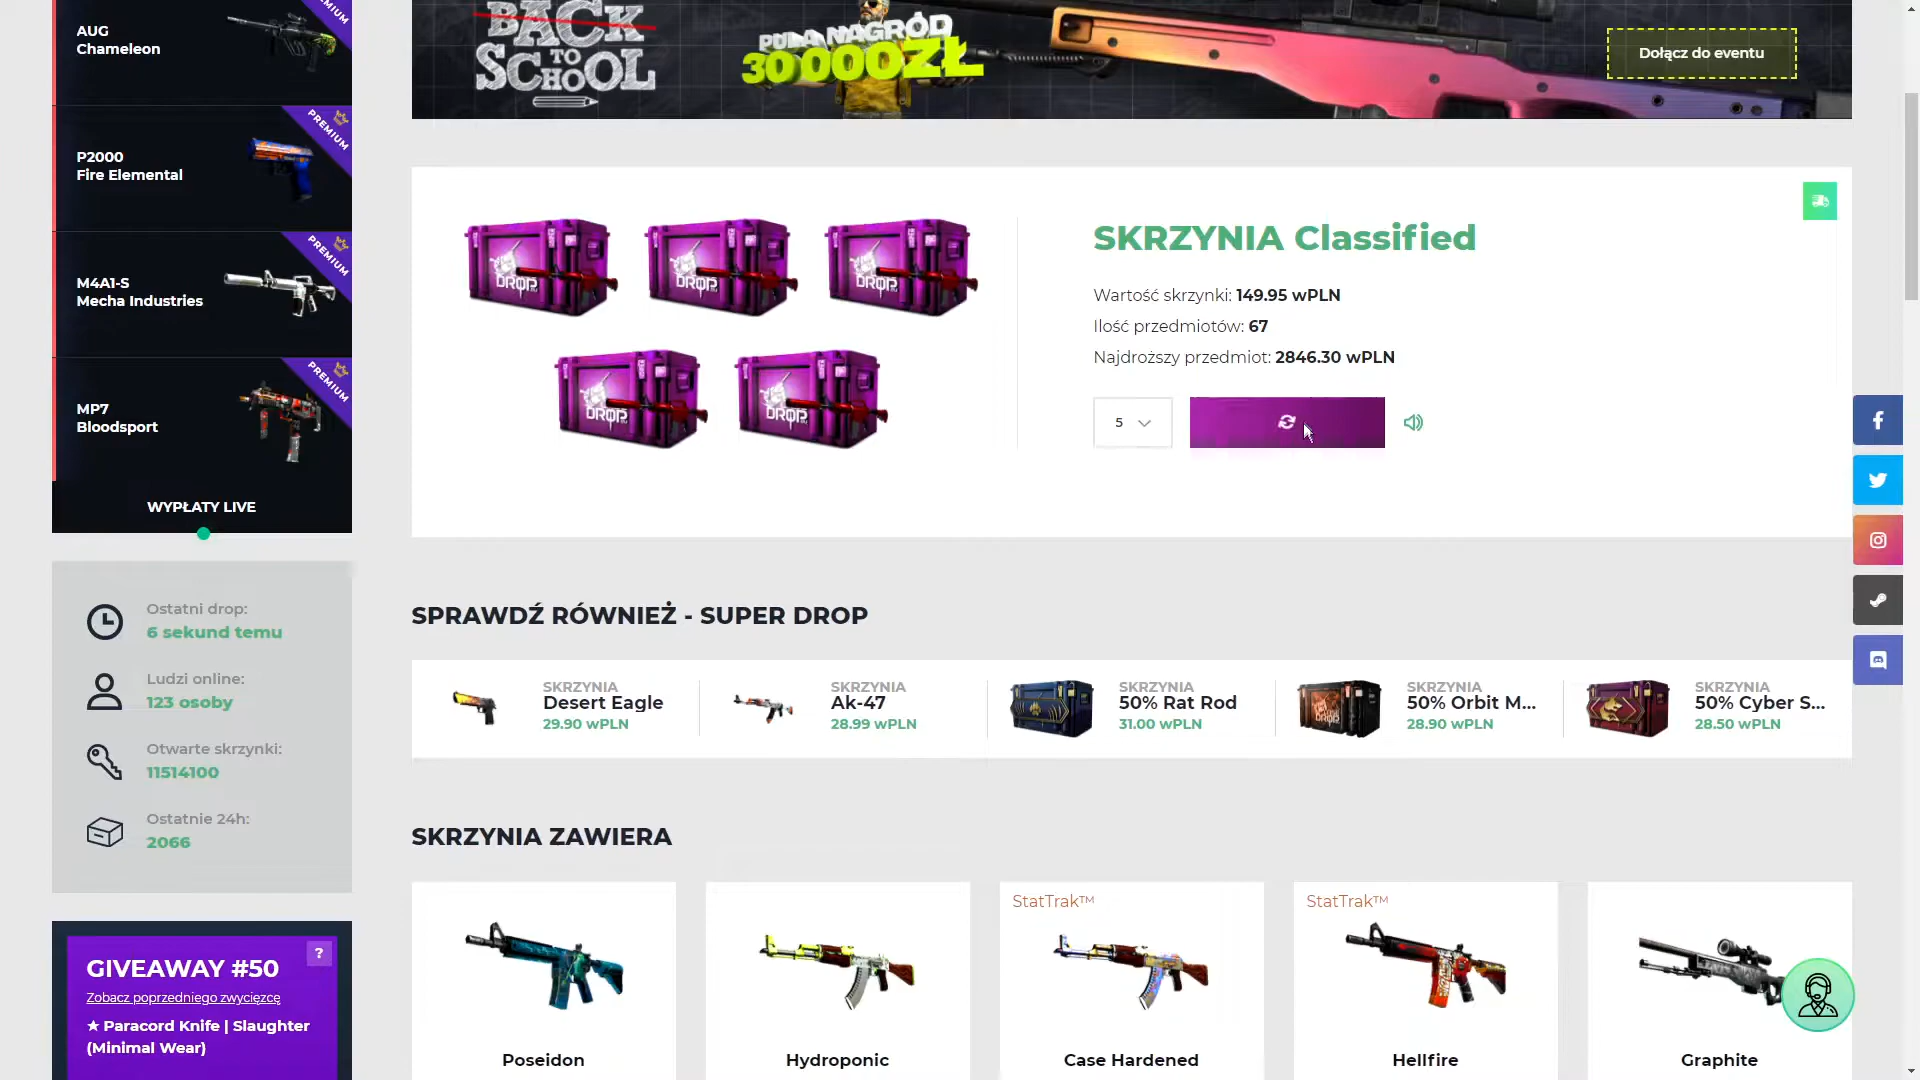 AUG
Chameleon
PREMIUM
P2000
Fire Elemental
PREMIUM
M4A1-S
Mecha Industries
PREMIUM
MP7
Bloodsport
WYPŁATY LIVE
Ostatni drop:
6 sekund temu
Ludzi online:
123 osoby
Otwarte skrzynki:
11514100
Ostatnie 24h:
2066
GIVEAWAY #50
?
Zobacz poprzedniego zwycięzcę
★ Paracord Knife | Slaughter
(Minimal Wear)
BACK
TO
SCHOOL
PULA NAGRÓD
30 000ZŁ
Dołącz do eventu
DROP
DROP
DROP
DROP
DROP
SKRZYNIA Classified
Wartość skrzynki: 149.95 wPLN
Ilość przedmiotów: 67
Najdroższy przedmiot: 2846.30 wPLN
5
SPRAWDŹ RÓWNIEŻ - SUPER DROP
SKRZYNIA
Desert Eagle
29.90 wPLN
SKRZYNIA
Ak-47
28.99 wPLN
SKRZYNIA
50% Rat Rod
31.00 wPLN
SKRZYNIA
50% Orbit M...
28.90 wPLN
SKRZYNIA
50% Cyber S...
28.50 wPLN
SKRZYNIA ZAWIERA
Poseidon
Hydroponic
StatTrak™
Case Hardened
StatTrak™
Hellfire
Graphite